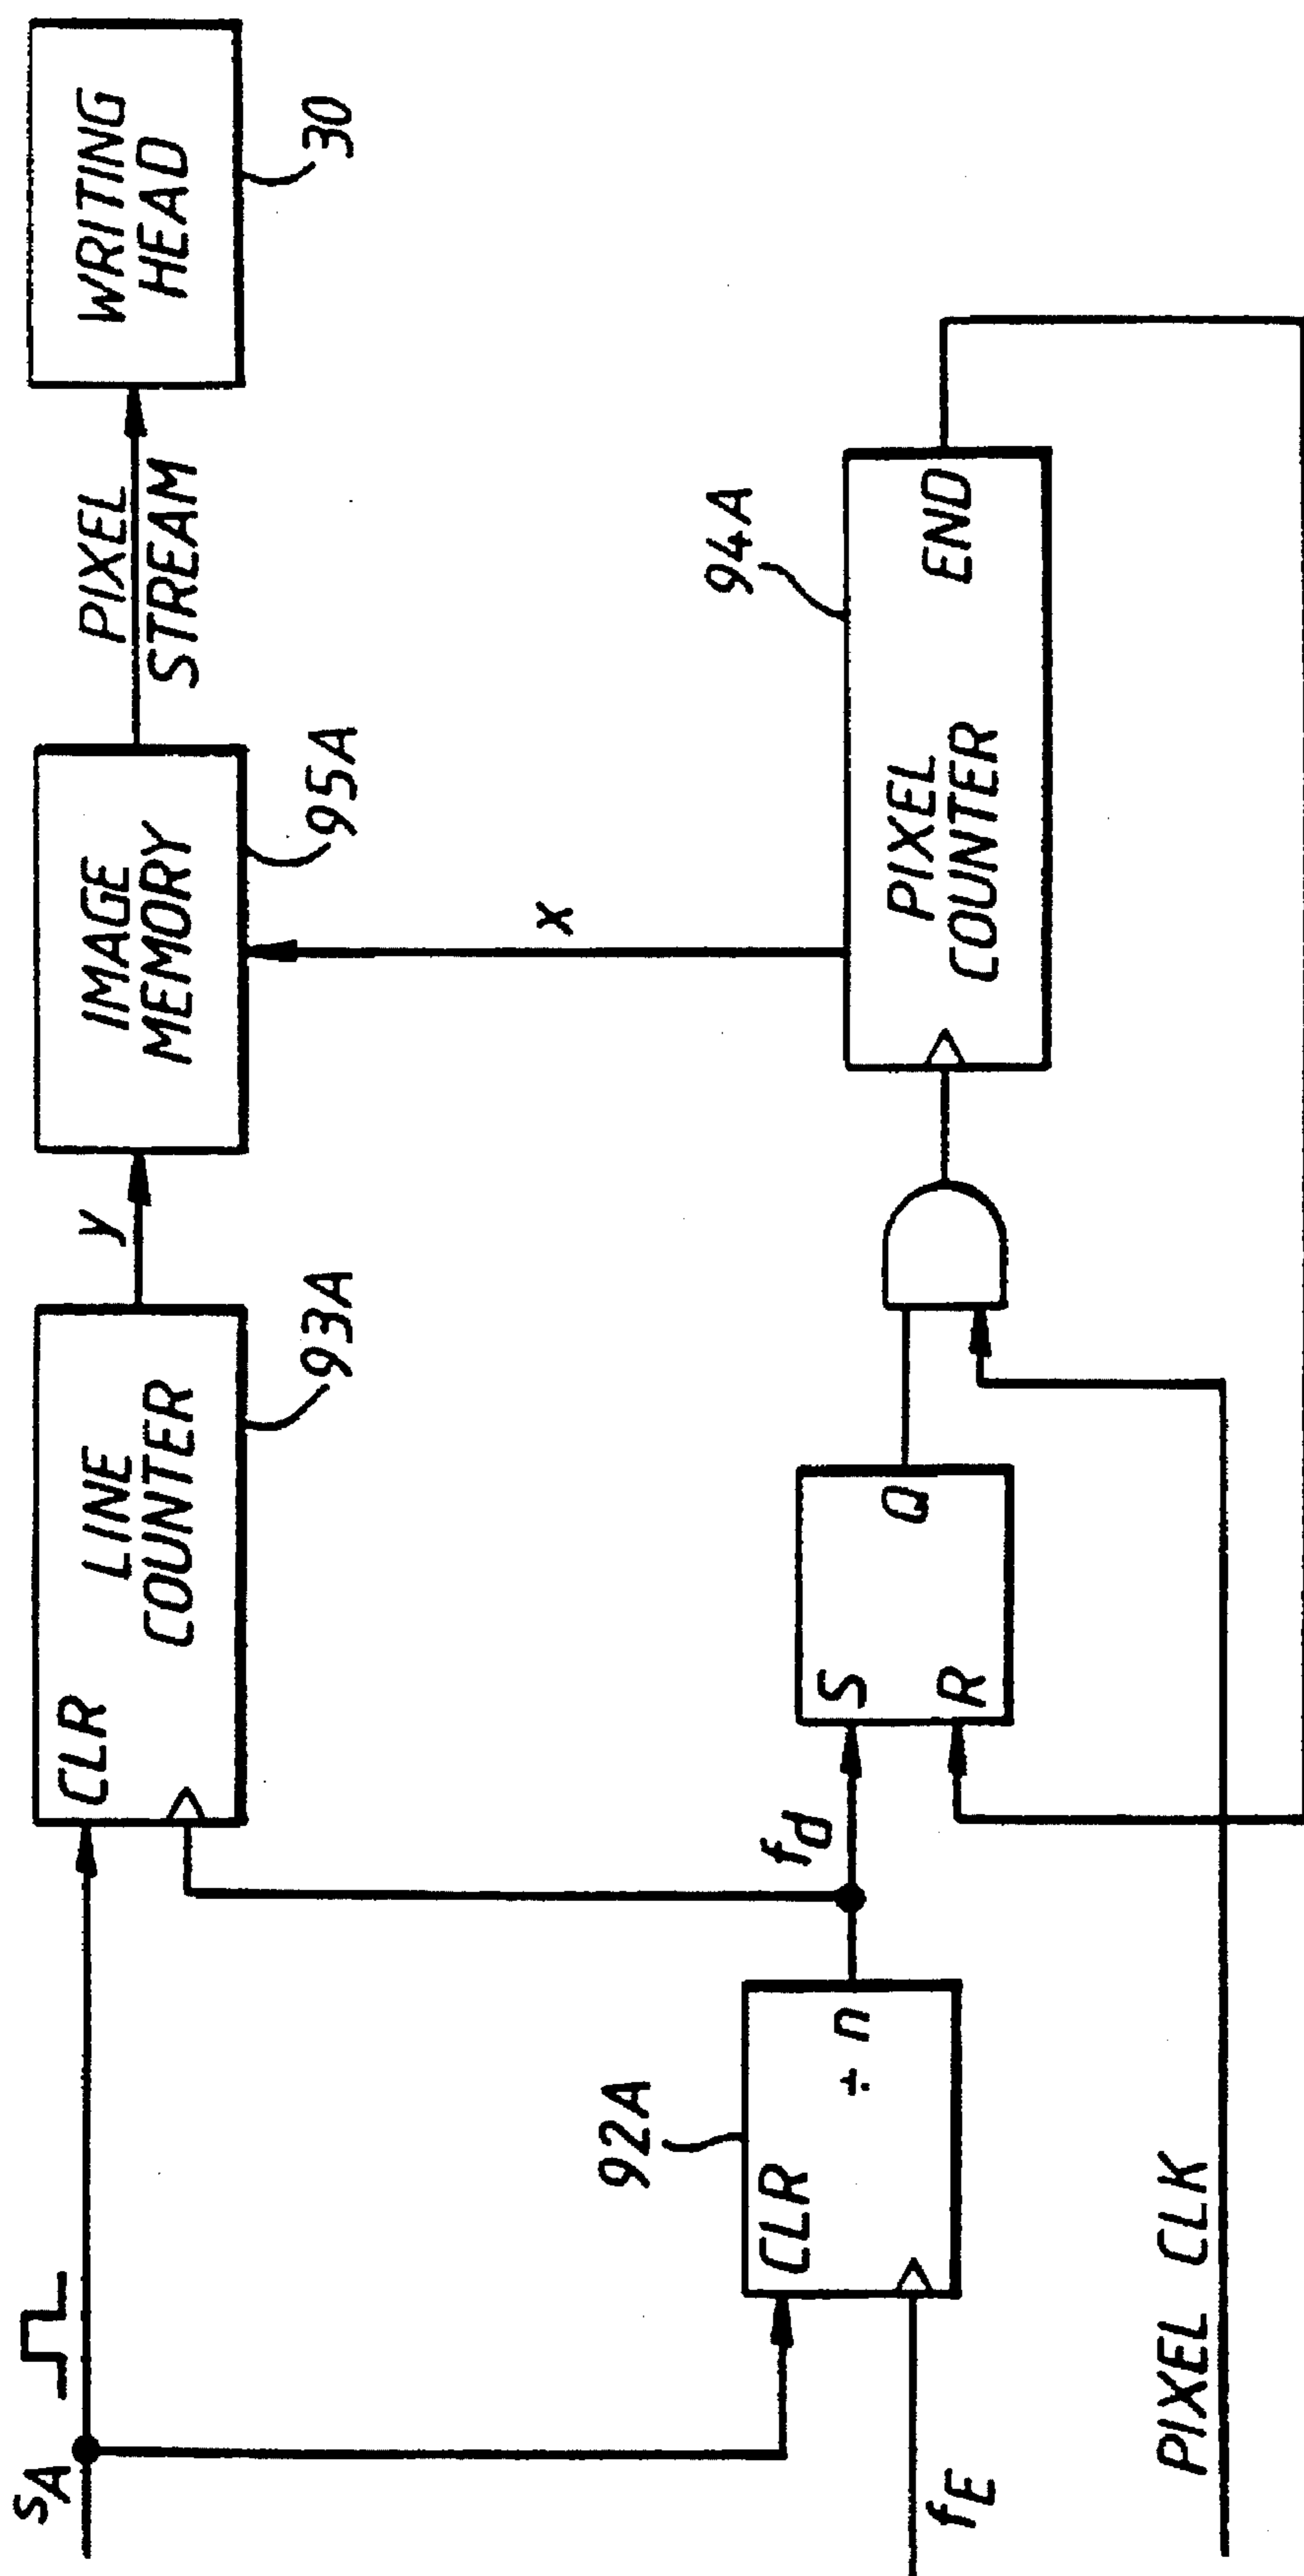 s_A
CLR
LINE
COUNTER
93A
y
IMAGE
MEMORY
95A
PIXEL
STREAM
WRITING
HEAD
30
x
92A
CLR
÷ n
f_E
f_d
S
R
Q
94A
PIXEL
COUNTER
END
PIXEL CLK